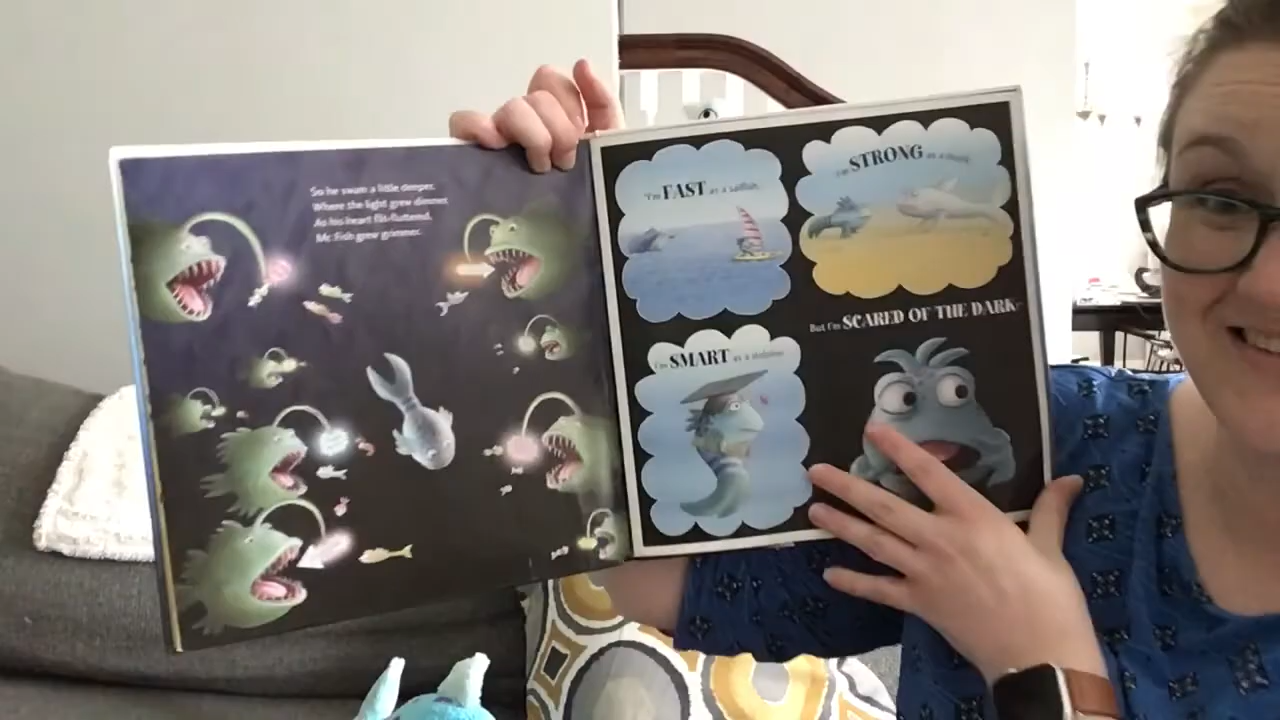 So he swam a little deeper,
Where the light grew dimmer,
As his heart flit-fluttered,
Mr. Fish grew grimmer.
"I'm FAST as a sailfish,
I'm STRONG as a shark,
I'm SMART as a
But I'm SCARED OF THE DARK."